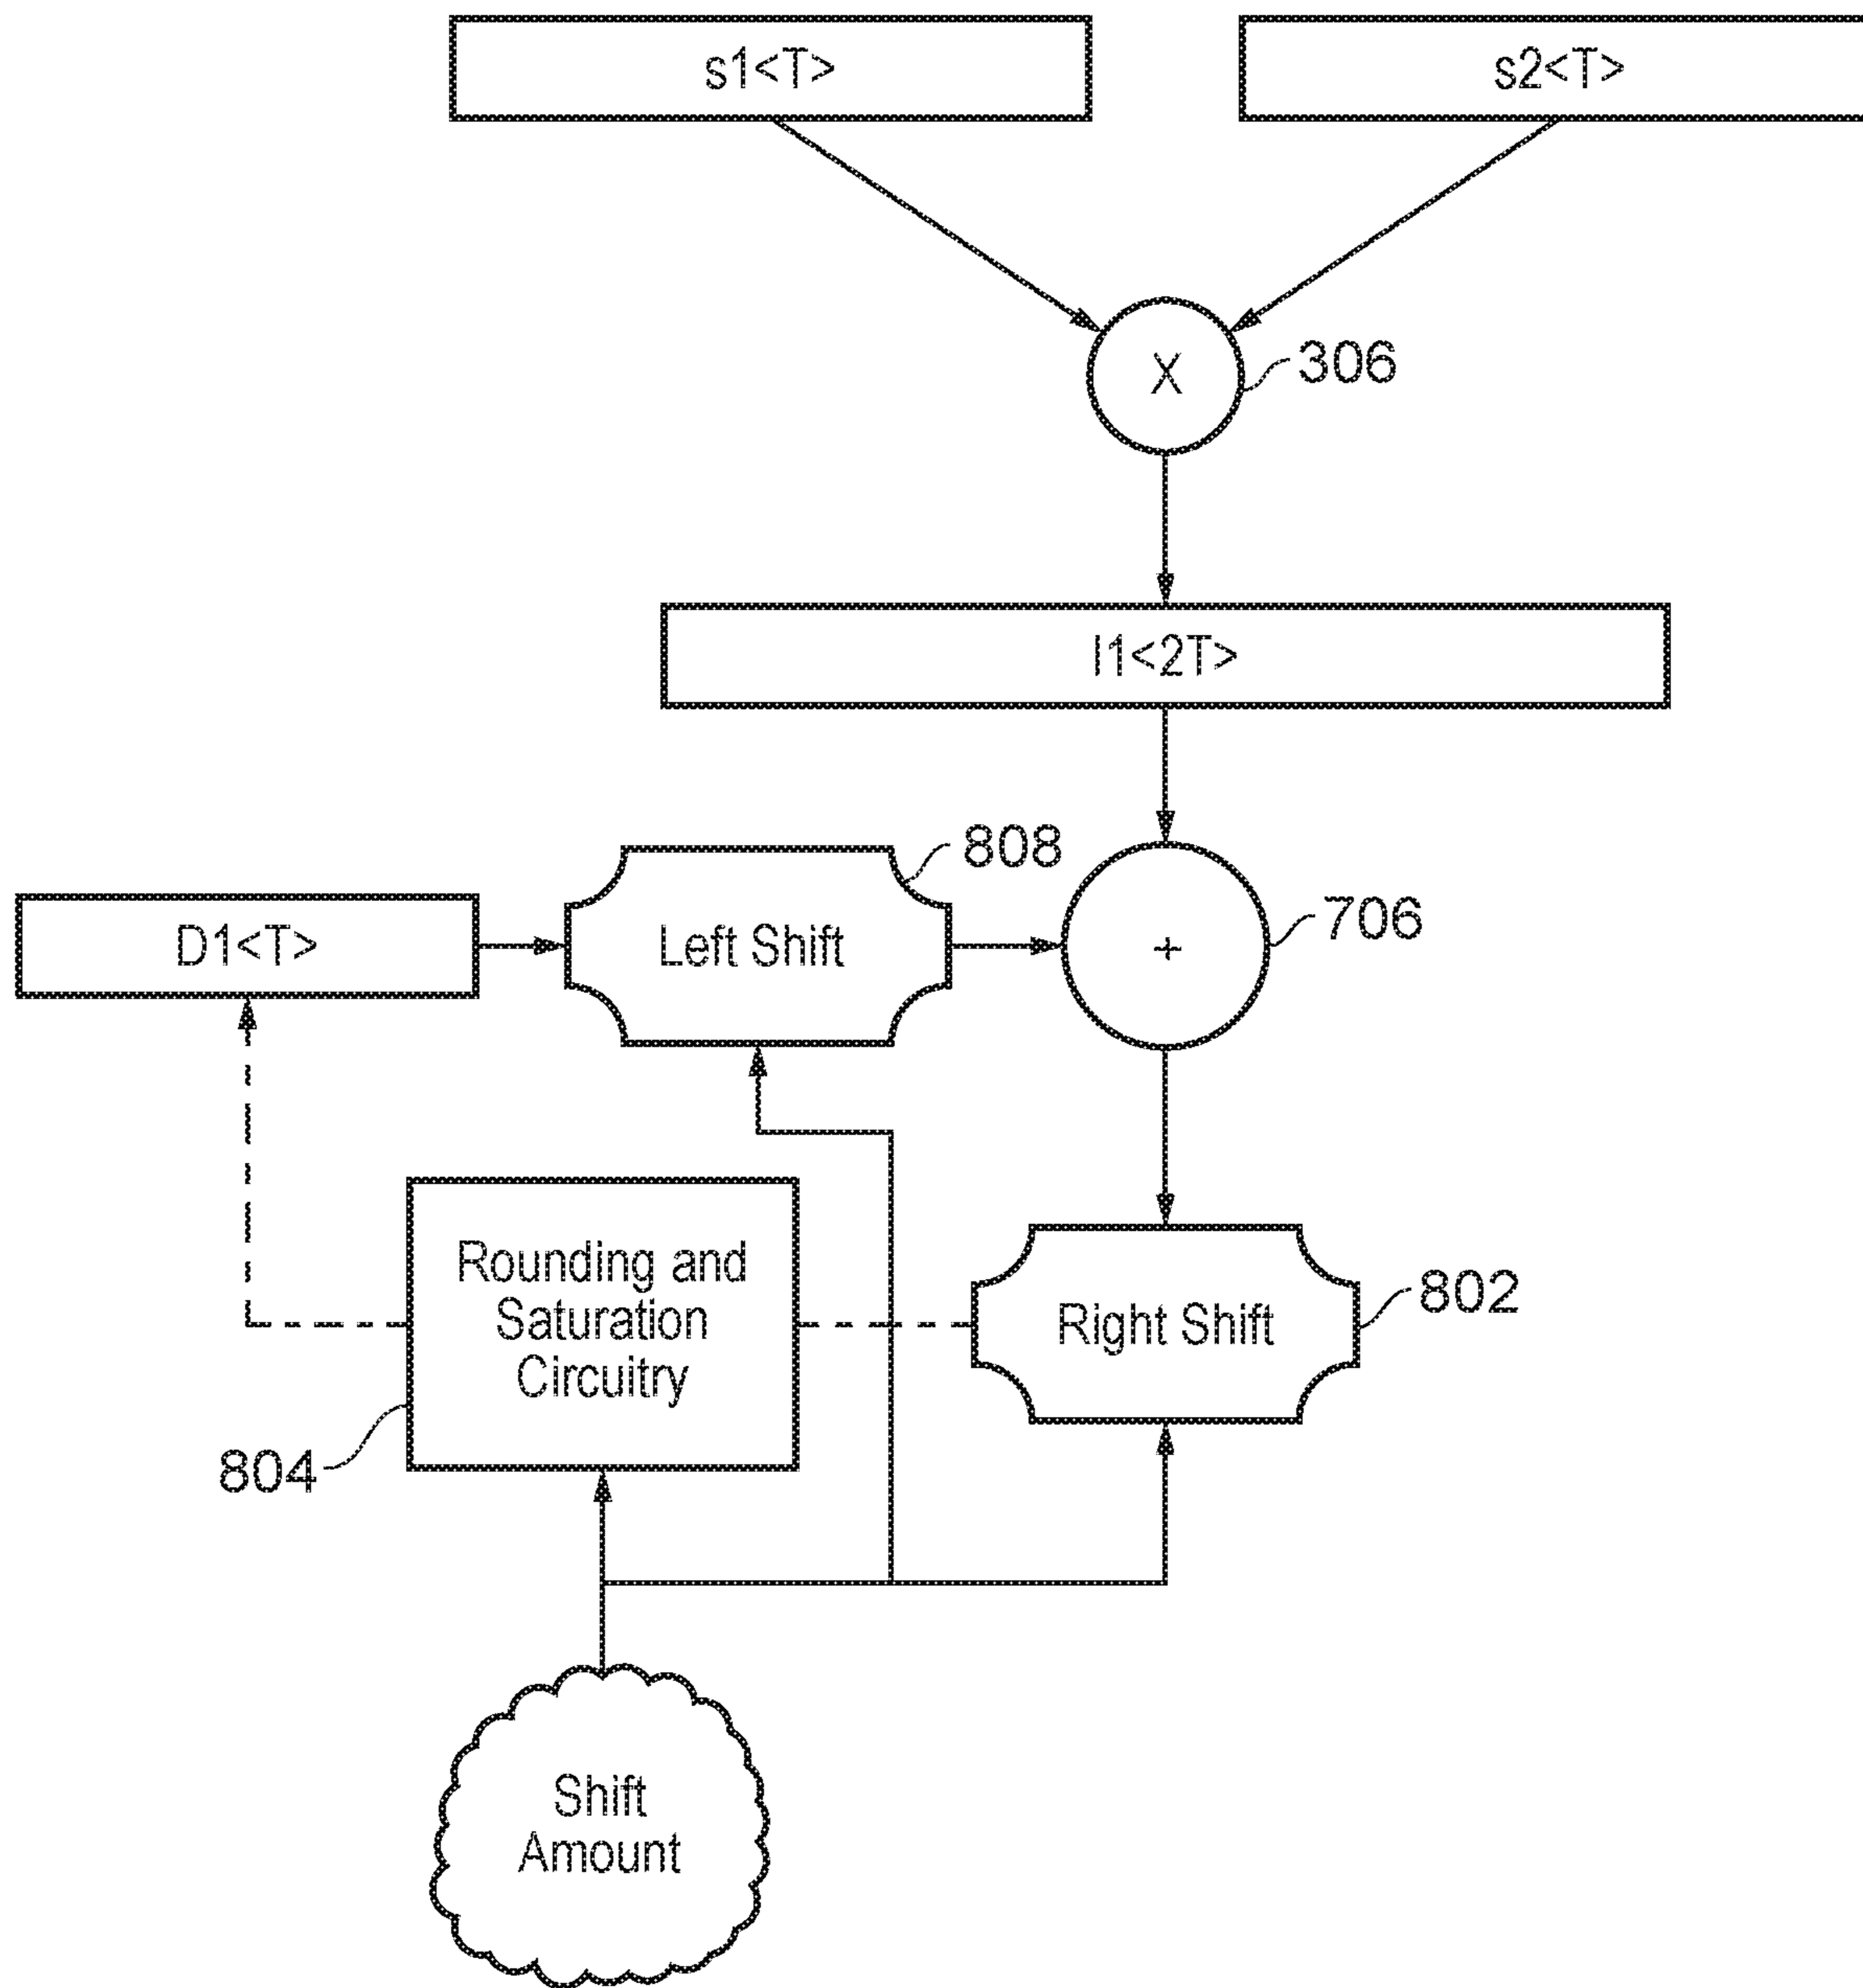 s1<T>
s2<T>
X
306
I1<2T>
808
D1<T>
Left Shift
+
706
Rounding and
Saturation
Circuitry
Right Shift
802
804
Shift
Amount